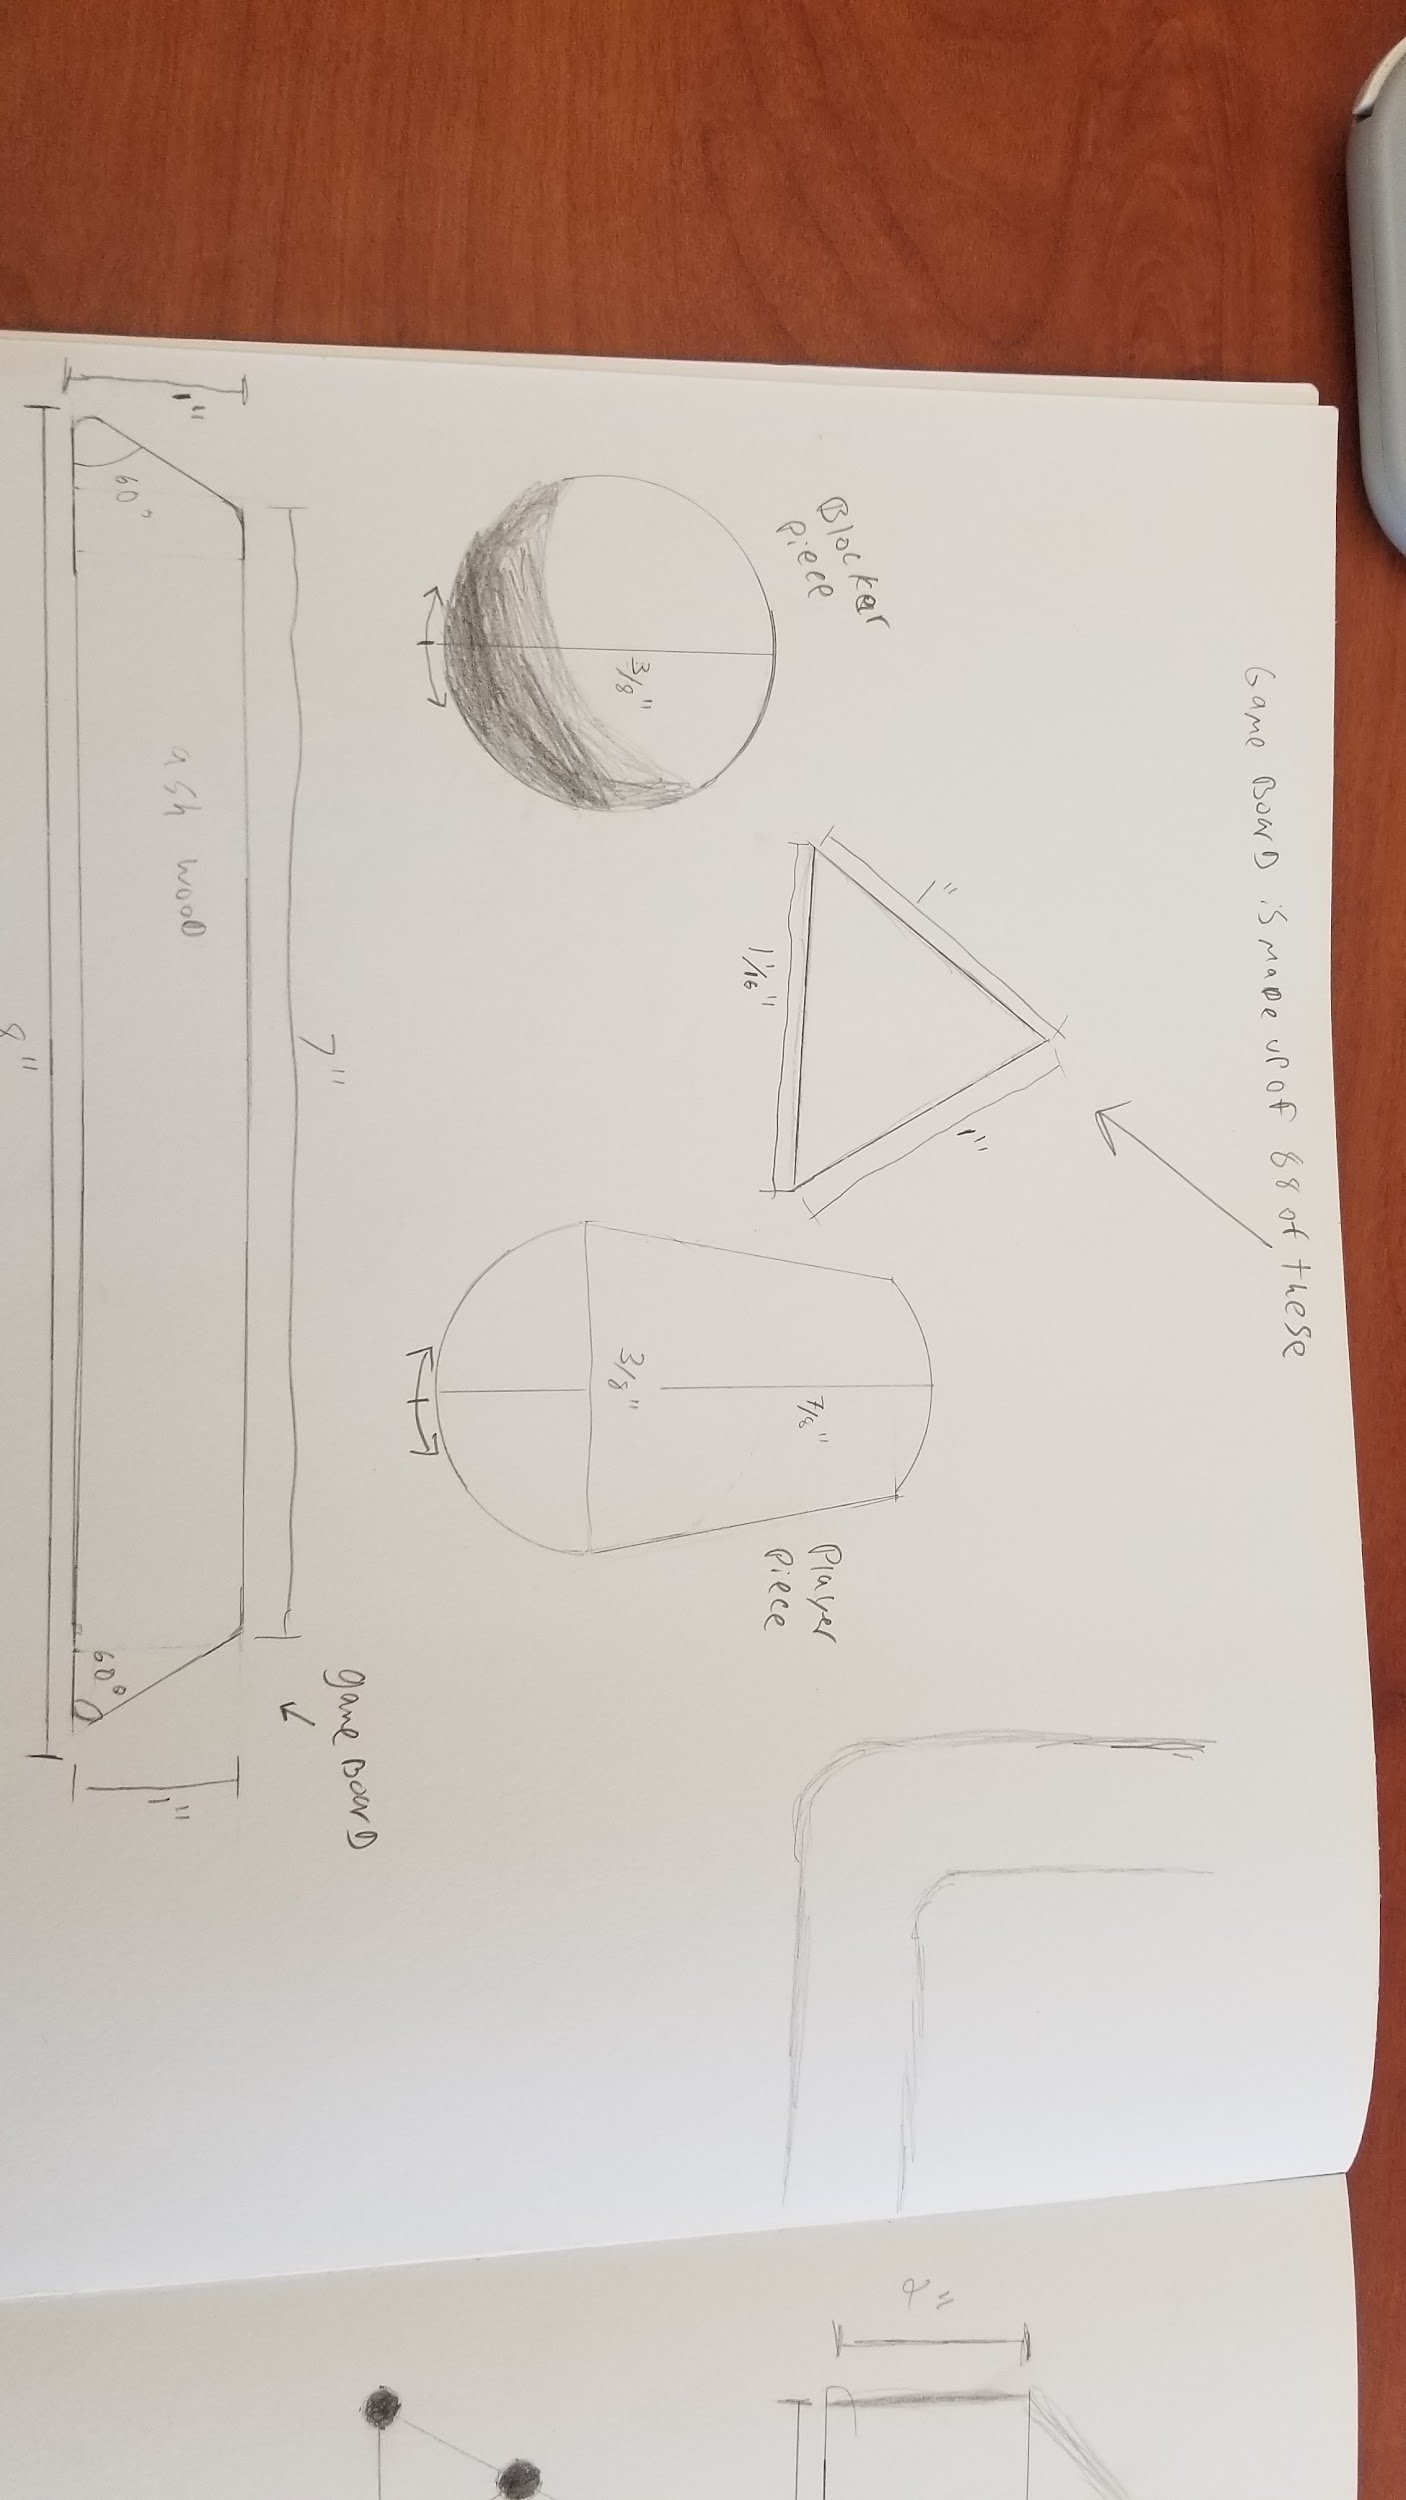 Game Board is made up of 88 of these
Blocker
piece
3/8"
1"
1"
1 1/16"
7/8"
3/8"
Player
piece
1"
7"
game Board
60°
ash wood
60°
1"
8"
2"